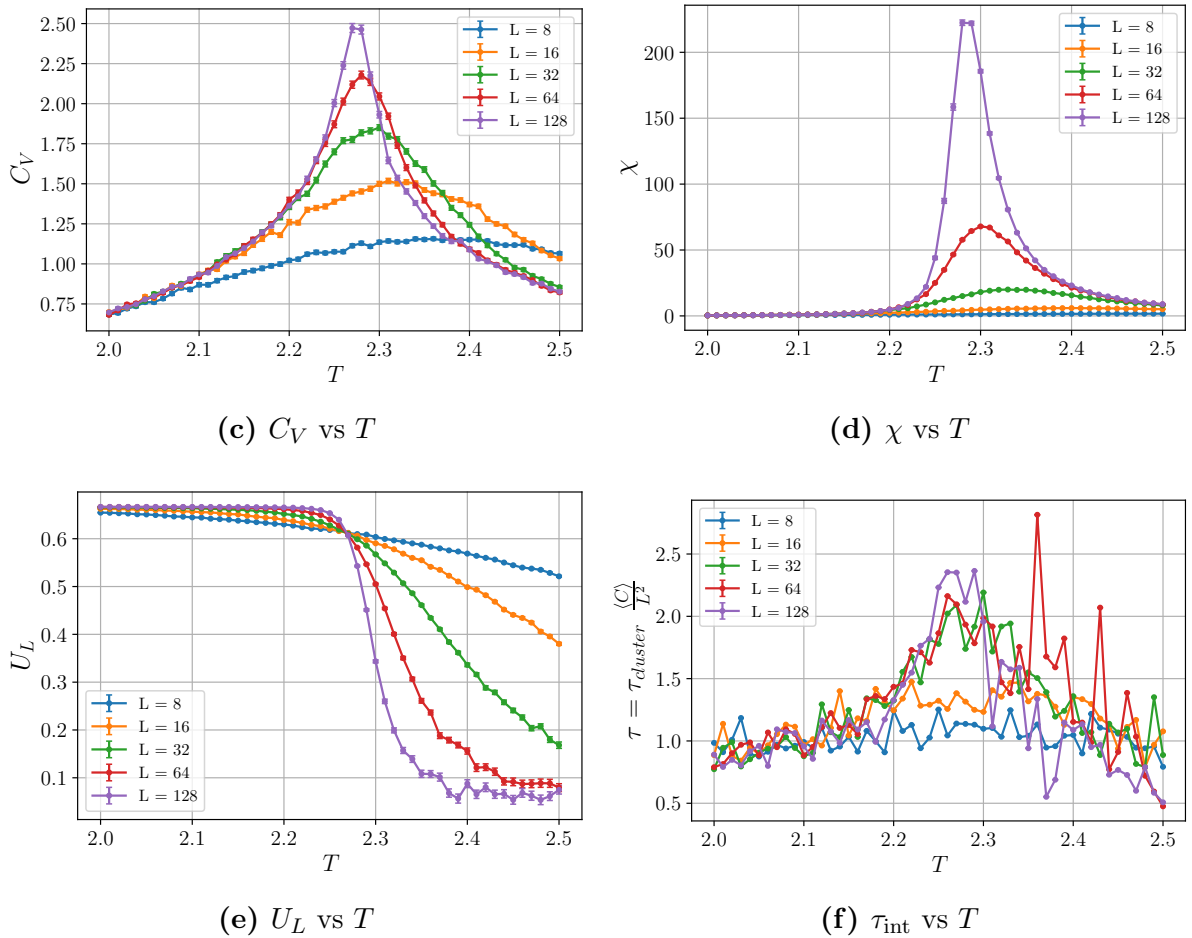 2.50
2.25
2.00
1.75
1.50
1.25
1.00
0.75
C_V
2.0 2.1 2.2 2.3 2.4 2.5
T
L = 8
L = 16
L = 32
L = 64
L = 128
(c) C_V vs T
200
150
100
50
0
χ
2.0 2.1 2.2 2.3 2.4 2.5
T
L = 8
L = 16
L = 32
L = 64
L = 128
(d) χ vs T
0.6
0.5
0.4
0.3
0.2
0.1
U_L
2.0 2.1 2.2 2.3 2.4 2.5
T
L = 8
L = 16
L = 32
L = 64
L = 128
(e) U_L vs T
2.5
2.0
1.5
1.0
0.5
τ = τ_cluster ⟨C⟩/L²
2.0 2.1 2.2 2.3 2.4 2.5
T
L = 8
L = 16
L = 32
L = 64
L = 128
(f) τ_int vs T